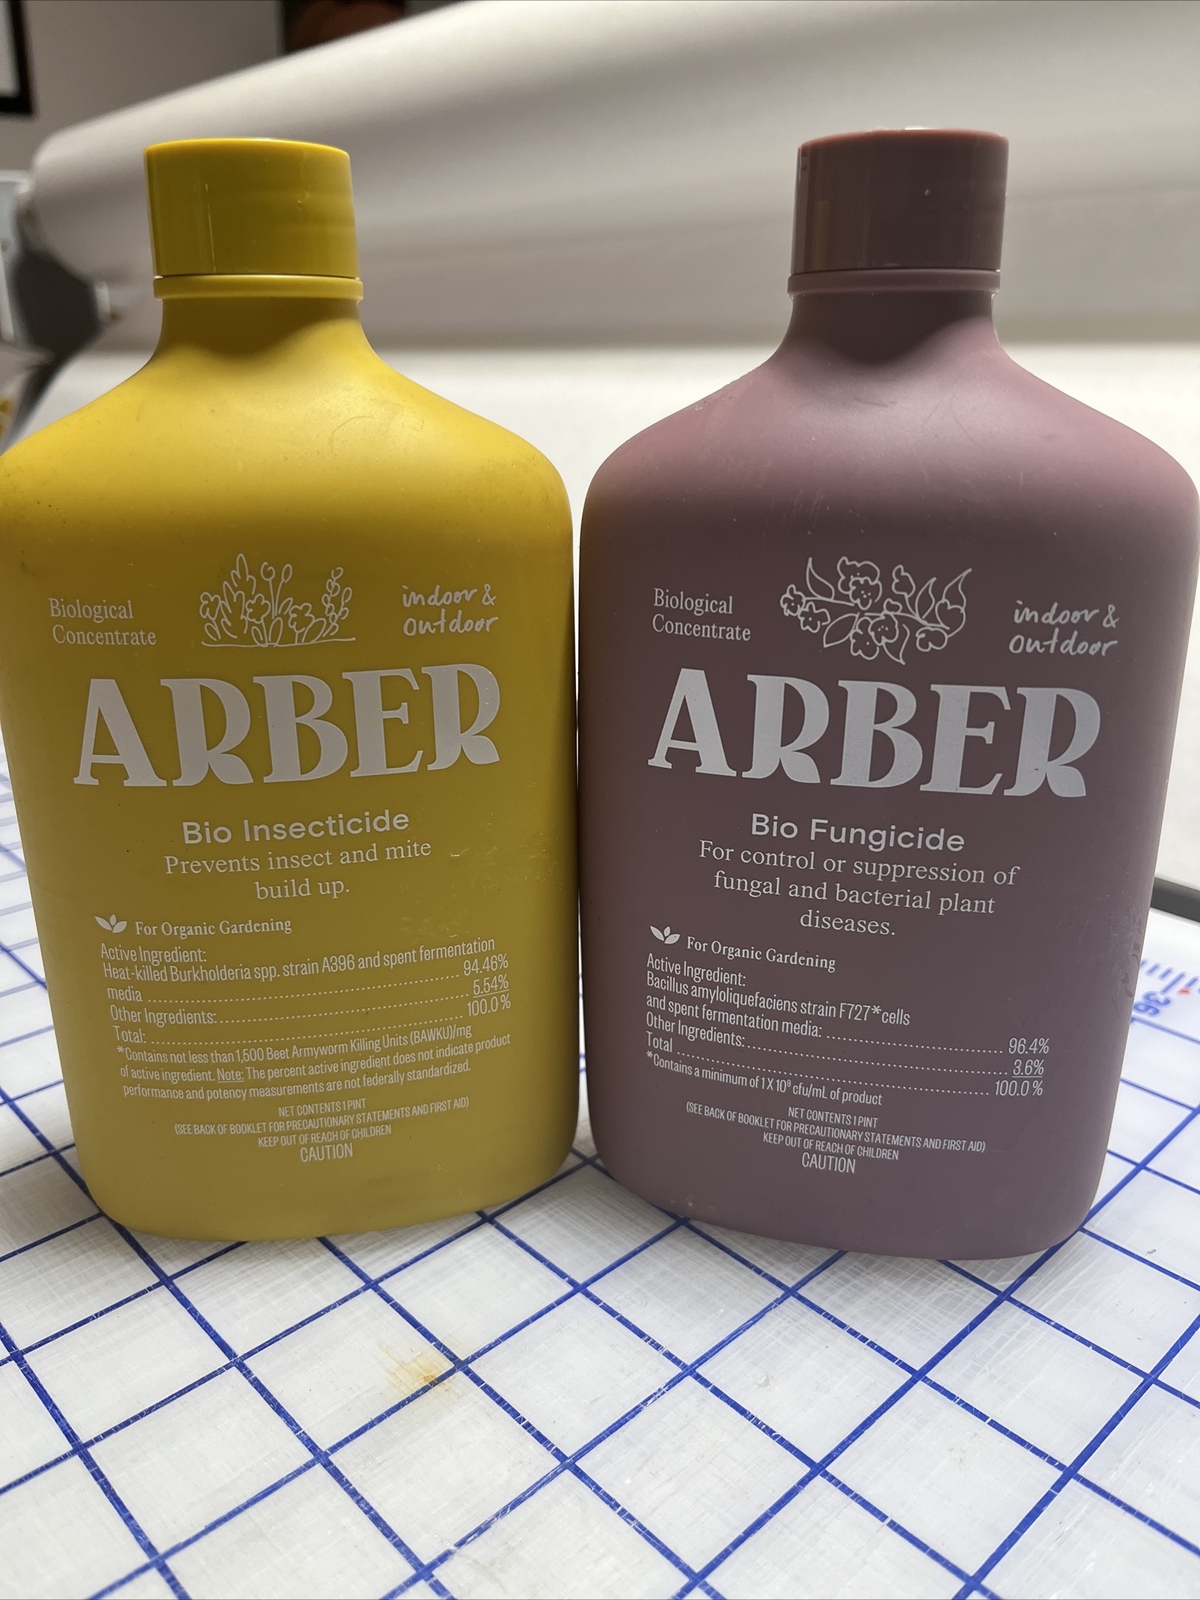 Biological
Concentrate
indoor &
outdoor
ARBER
Bio Insecticide
Prevents insect and mite
build up.
For Organic Gardening
Active Ingredient:
Heat-killed Burkholderia spp. strain A396 and spent fermentation
media ........ 94.46%
Other Ingredients: ........ 5.54%
Total: ........ 100.0 %
*Contains not less than 1,500 Beet Armyworm Killing Units (BAWKU)/mg
of active ingredient. Note: The percent active ingredient does not indicate product
performance and potency measurements are not federally standardized.
NET CONTENTS 1 PINT
(SEE BACK OF BOOKLET FOR PRECAUTIONARY STATEMENTS AND FIRST AID)
KEEP OUT OF REACH OF CHILDREN
CAUTION
Biological
Concentrate
indoor &
outdoor
ARBER
Bio Fungicide
For control or suppression of
fungal and bacterial plant
diseases.
For Organic Gardening
Active Ingredient:
Bacillus amyloliquefaciens strain F727*cells
and spent fermentation media: ........ 96.4%
Other Ingredients: ........ 3.6%
Total ........ 100.0 %
*Contains a minimum of 1 X 10⁹ cfu/mL of product
NET CONTENTS 1 PINT
(SEE BACK OF BOOKLET FOR PRECAUTIONARY STATEMENTS AND FIRST AID)
KEEP OUT OF REACH OF CHILDREN
CAUTION
36